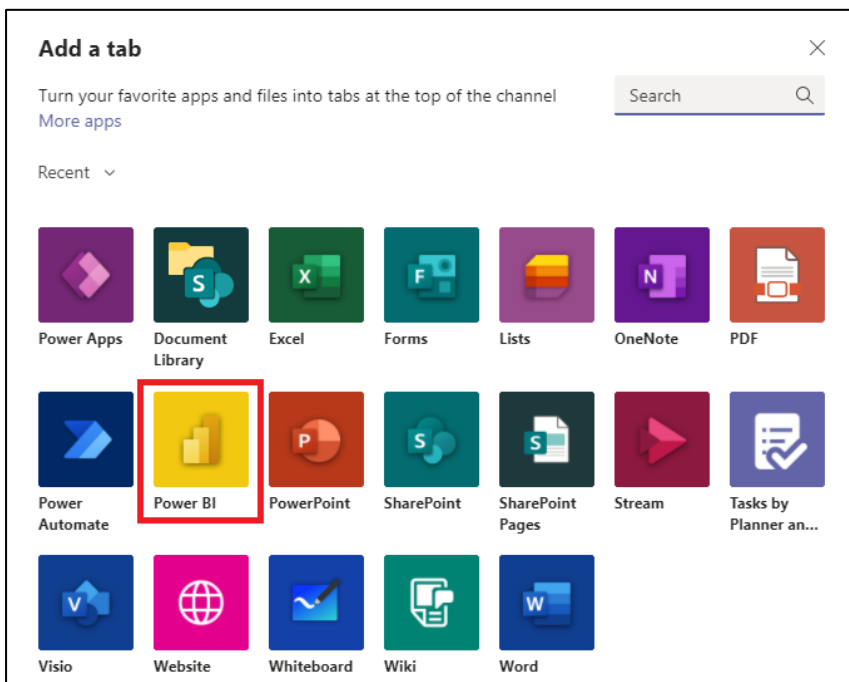 Add a tab
Turn your favorite apps and files into tabs at the top of the channel
More apps
Search
Recent
Power Apps
Document
Library
Excel
Forms
Lists
OneNote
PDF
Power
Automate
Power BI
PowerPoint
SharePoint
SharePoint
Pages
Stream
Tasks by
Planner an...
Visio
Website
Whiteboard
Wiki
Word